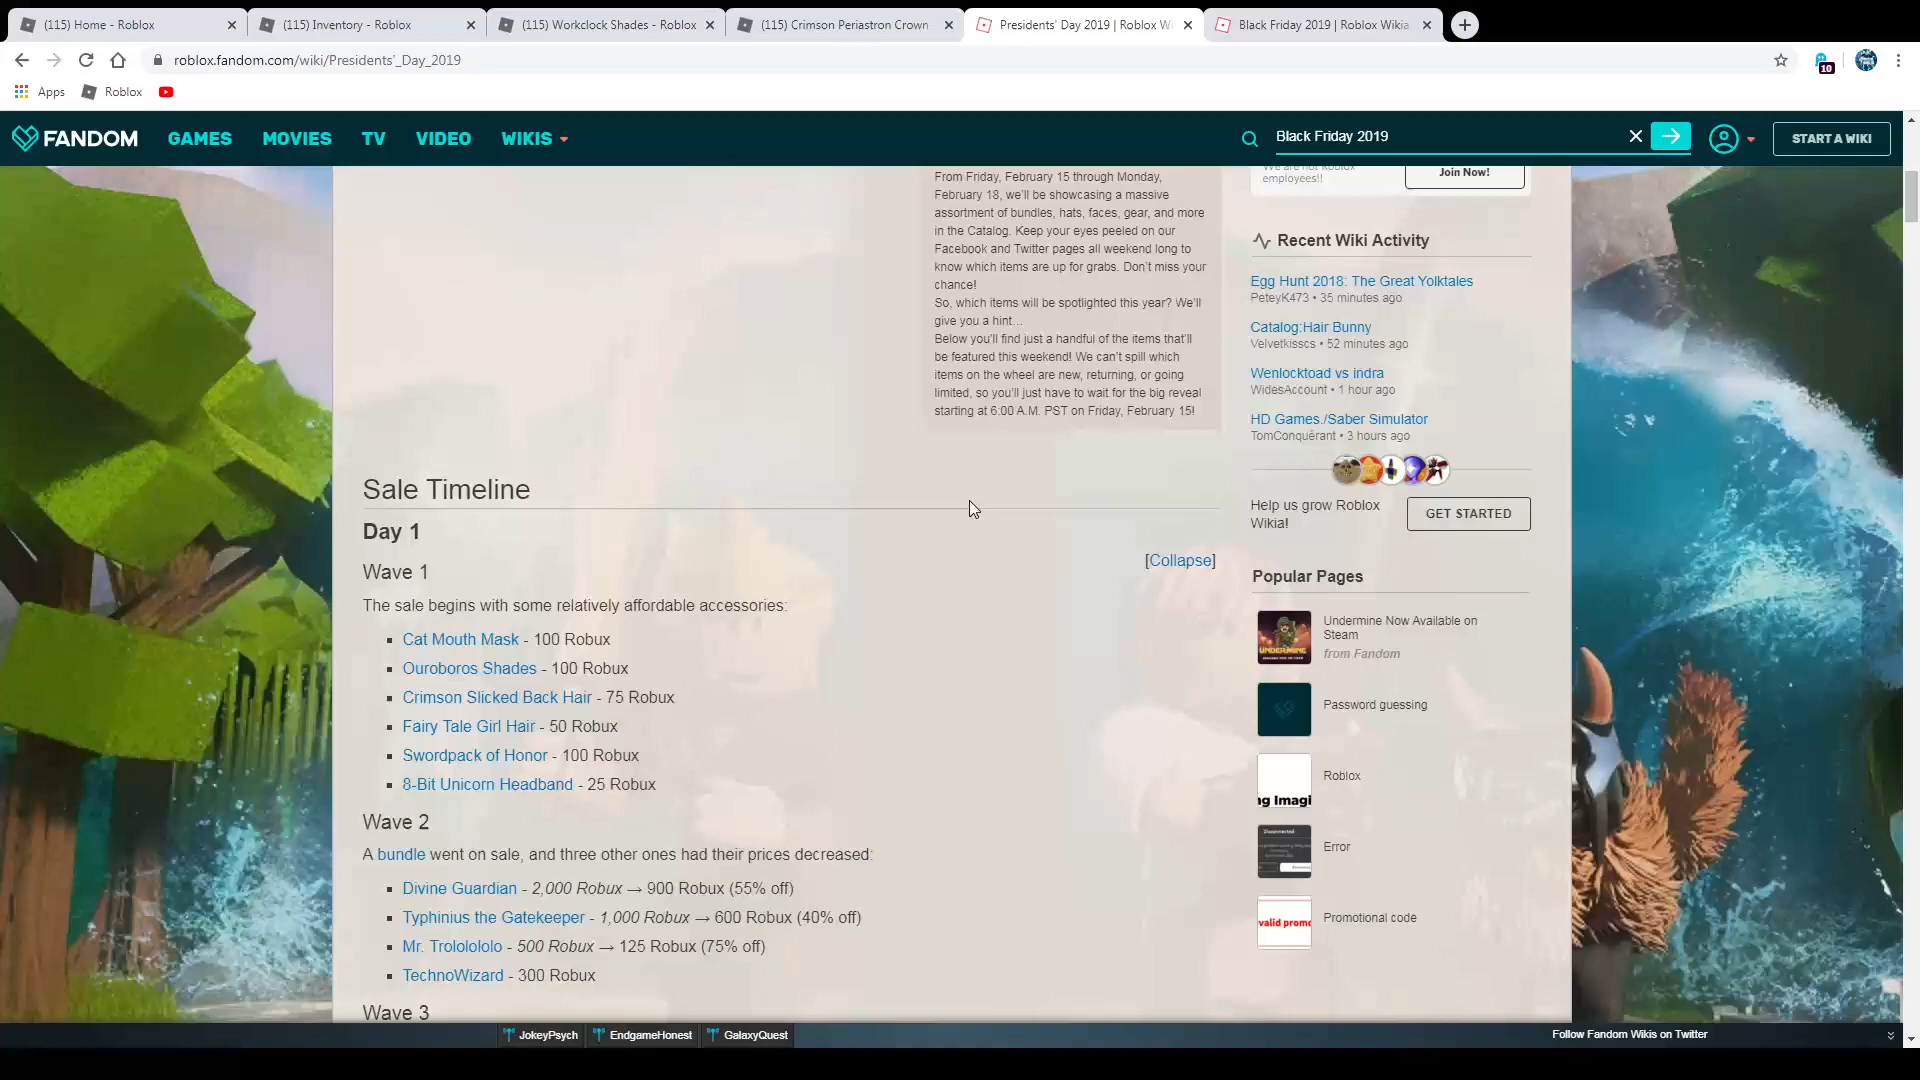 (115) Home - Roblox
(115) Inventory - Roblox
(115) Workclock Shades - Roblox
(115) Crimson Periastron Crown
Presidents' Day 2019 | Roblox W
Black Friday 2019 | Roblox Wikia
roblox.fandom.com/wiki/Presidents'_Day_2019
10
Apps
Roblox
FANDOM
GAMES
MOVIES
TV
VIDEO
WIKIS
Black Friday 2019
START A WIKI
We are not Roblox
employees!!
Join Now!
From Friday, February 15 through Monday,
February 18, we'll be showcasing a massive
assortment of bundles, hats, faces, gear, and more
in the Catalog. Keep your eyes peeled on our
Facebook and Twitter pages all weekend long to
know which items are up for grabs. Don't miss your
chance!
So, which items will be spotlighted this year? We'll
give you a hint...
Below you'll find just a handful of the items that'll
be featured this weekend! We can't spill which
items on the wheel are new, returning, or going
limited, so you'll just have to wait for the big reveal
starting at 6:00 A.M. PST on Friday, February 15!
Recent Wiki Activity
Egg Hunt 2018: The Great Yolktales
PeteyK473 • 35 minutes ago
Catalog:Hair Bunny
Velvetkisscs • 52 minutes ago
Wenlocktoad vs indra
WidesAccount • 1 hour ago
HD Games./Saber Simulator
TomConquérant • 3 hours ago
Help us grow Roblox
Wikia!
GET STARTED
Sale Timeline
Day 1
[Collapse]
Wave 1
The sale begins with some relatively affordable accessories:
Cat Mouth Mask - 100 Robux
Ouroboros Shades - 100 Robux
Crimson Slicked Back Hair - 75 Robux
Fairy Tale Girl Hair - 50 Robux
Swordpack of Honor - 100 Robux
8-Bit Unicorn Headband - 25 Robux
Wave 2
A bundle went on sale, and three other ones had their prices decreased:
Divine Guardian - 2,000 Robux → 900 Robux (55% off)
Typhinius the Gatekeeper - 1,000 Robux → 600 Robux (40% off)
Mr. Trolololo - 500 Robux → 125 Robux (75% off)
TechnoWizard - 300 Robux
Wave 3
Popular Pages
UNDERMINE
Undermine Now Available on
Steam
from Fandom
Password guessing
Roblox
ng Imagi
Disconnected
Error
valid promo
Promotional code
JokeyPsych
EndgameHonest
GalaxyQuest
Follow Fandom Wikis on Twitter